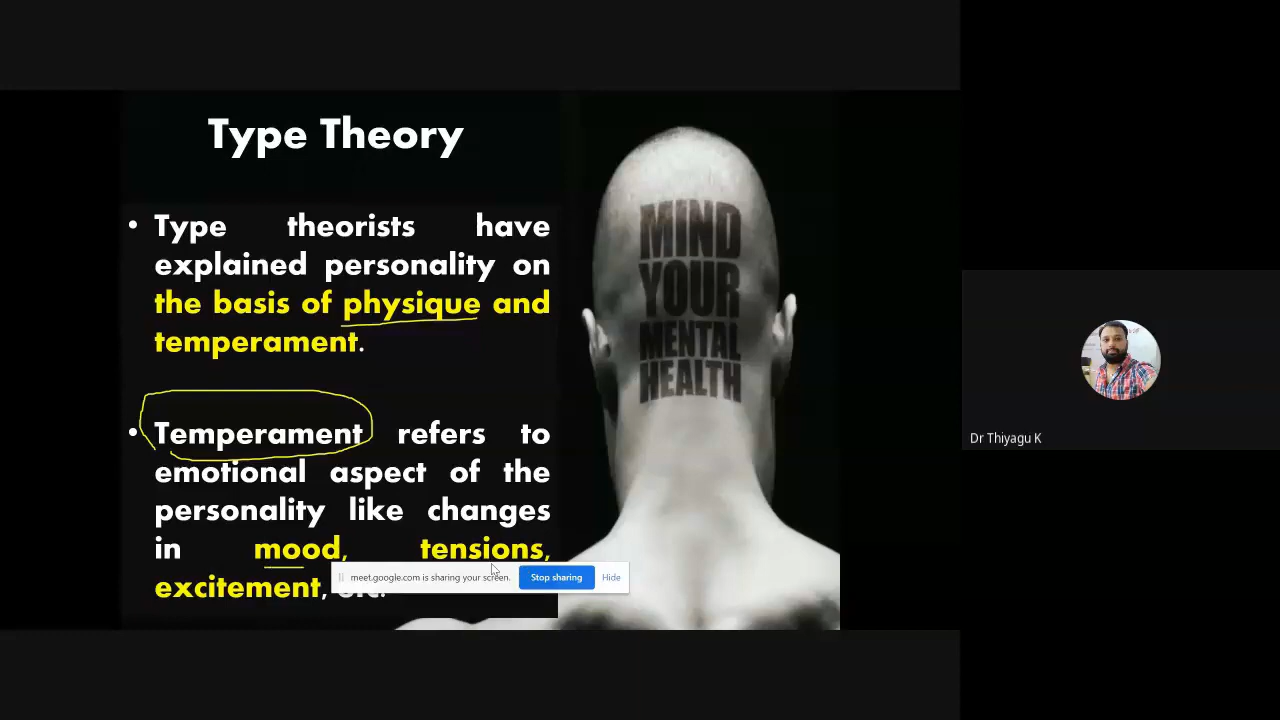 Type Theory
• Type theorists have
explained personality on
the basis of physique and
temperament.
• Temperament refers to
emotional aspect of the
personality like changes
in mood, tensions,
excitement, etc.
MIND
YOUR
MENTAL
HEALTH
meet.google.com is sharing your screen.
Stop sharing
Hide
Dr Thiyagu K